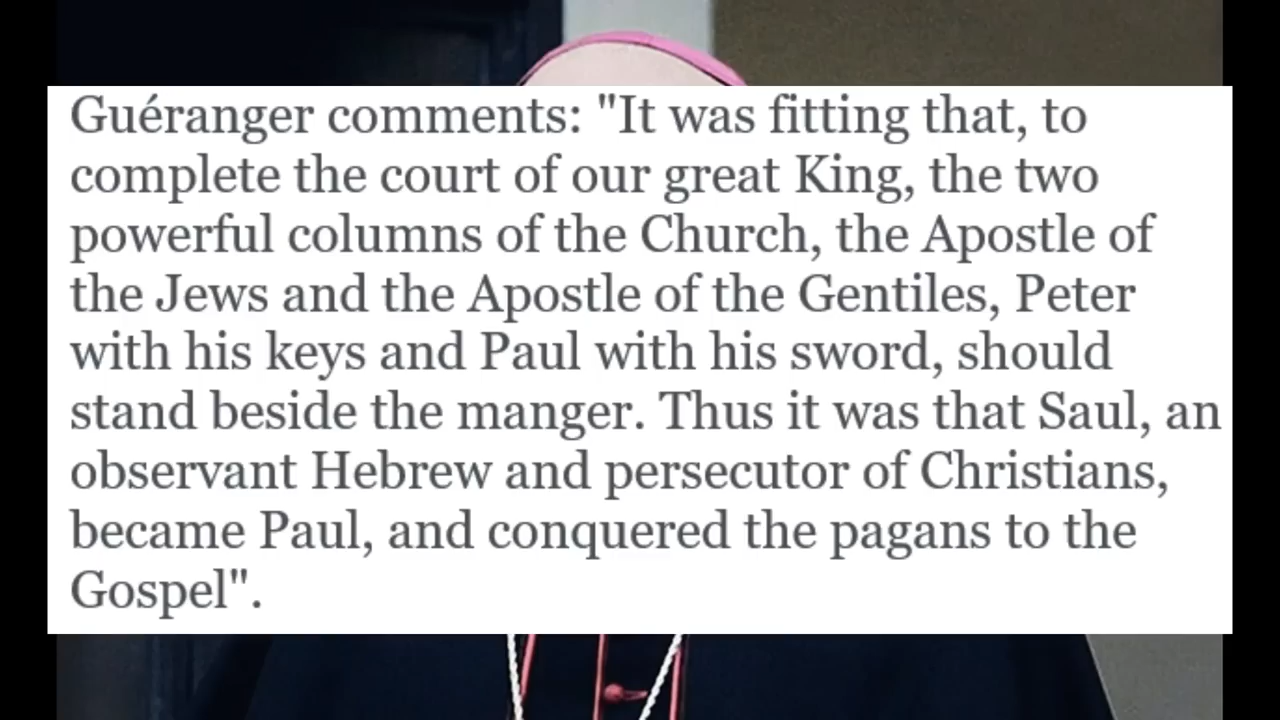 Guéranger comments: "It was fitting that, to
complete the court of our great King, the two
powerful columns of the Church, the Apostle of
the Jews and the Apostle of the Gentiles, Peter
with his keys and Paul with his sword, should
stand beside the manger. Thus it was that Saul, an
observant Hebrew and persecutor of Christians,
became Paul, and conquered the pagans to the
Gospel".